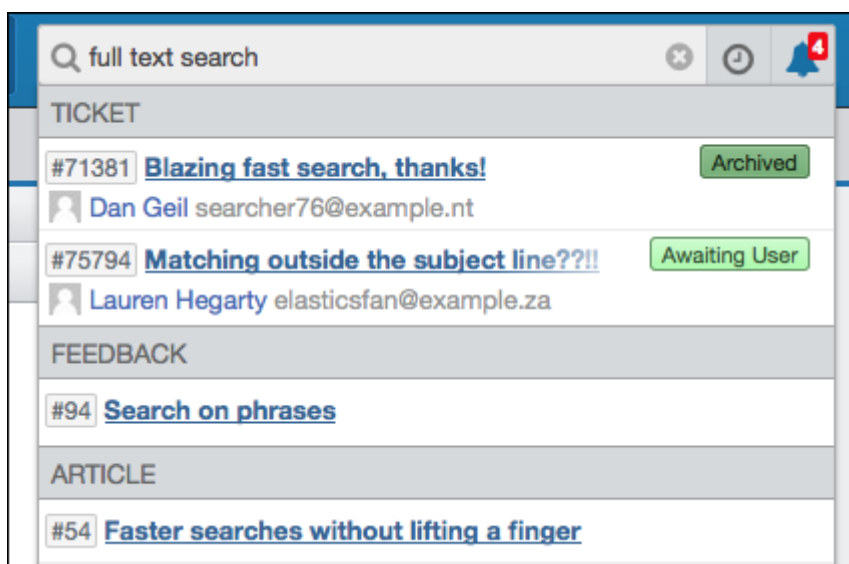 full text search
4
TICKET
#71381 Blazing fast search, thanks!
Archived
Dan Geil searcher76@example.nt
#75794 Matching outside the subject line??!!
Awaiting User
Lauren Hegarty elasticsfan@example.za
FEEDBACK
#94 Search on phrases
ARTICLE
#54 Faster searches without lifting a finger